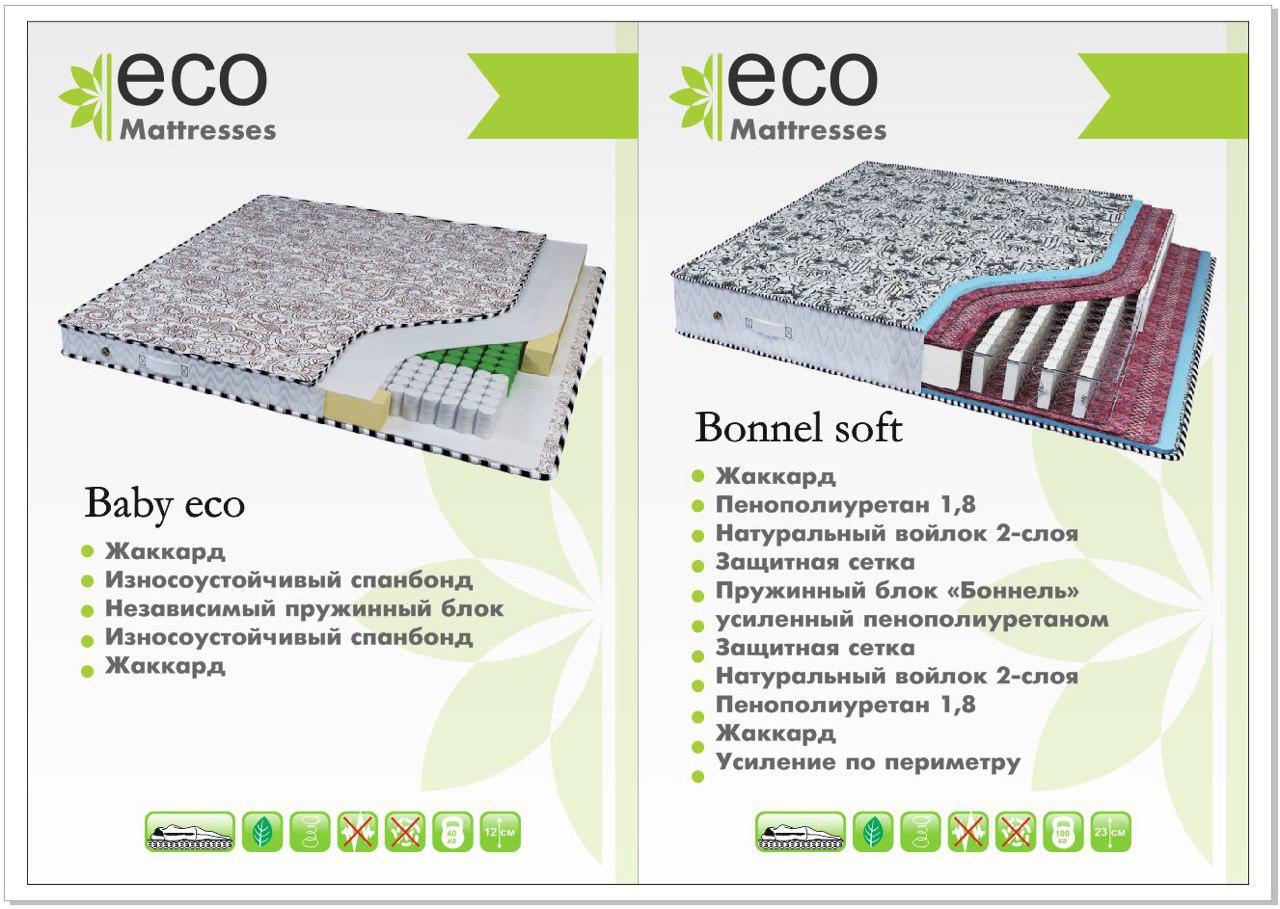 eco
Mattresses
Baby eco
Жаккард
Износоустойчивый спанбонд
Независимый пружинный блок
Износоустойчивый спанбонд
Жаккард
40
кг
12 см
eco
Mattresses
Bonnel soft
Жаккард
Пенополиуретан 1,8
Натуральный войлок 2-слоя
Защитная сетка
Пружинный блок «Боннель»
усиленный пенополиуретаном
Защитная сетка
Натуральный войлок 2-слоя
Пенополиуретан 1,8
Жаккард
Усиление по периметру
100
кг
23 см